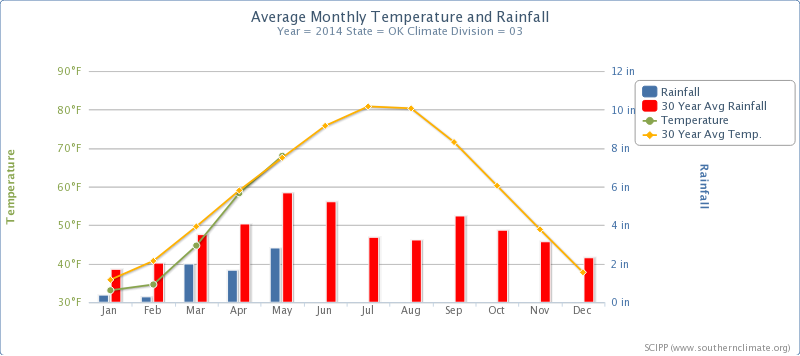 Average Monthly Temperature and Rainfall
Year = 2014 State = OK Climate Division = 03
90°F
80°F
70°F
60°F
50°F
40°F
30°F
Temperature
12 in
10 in
8 in
6 in
4 in
2 in
0 in
Rainfall
Rainfall
30 Year Avg Rainfall
Temperature
30 Year Avg Temp.
Jan Feb Mar Apr May Jun Jul Aug Sep Oct Nov Dec
SCIPP (www.southernclimate.org)